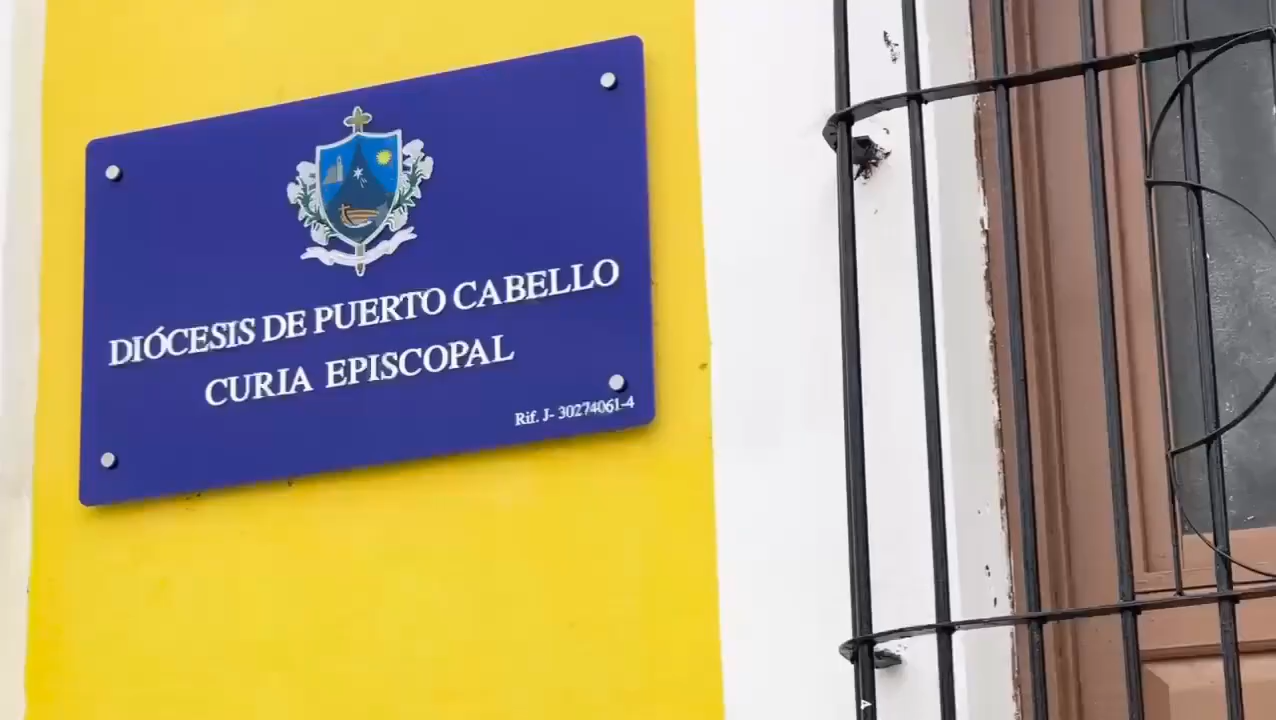 DIÓCESIS DE PUERTO CABELLO
CURIA EPISCOPAL
Rif. J- 30274061-4